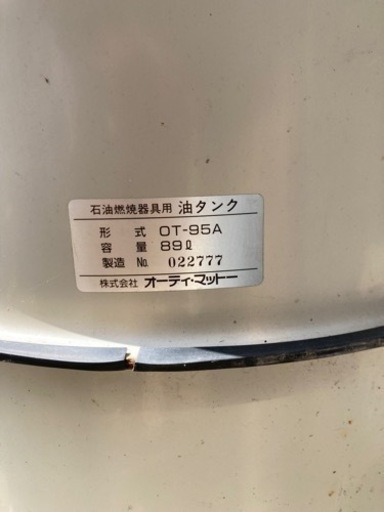 石油燃焼器具用 油タンク
形式 OT-95A
容量 89ℓ
製造 No. 022777
株式会社 オーティ・マットー